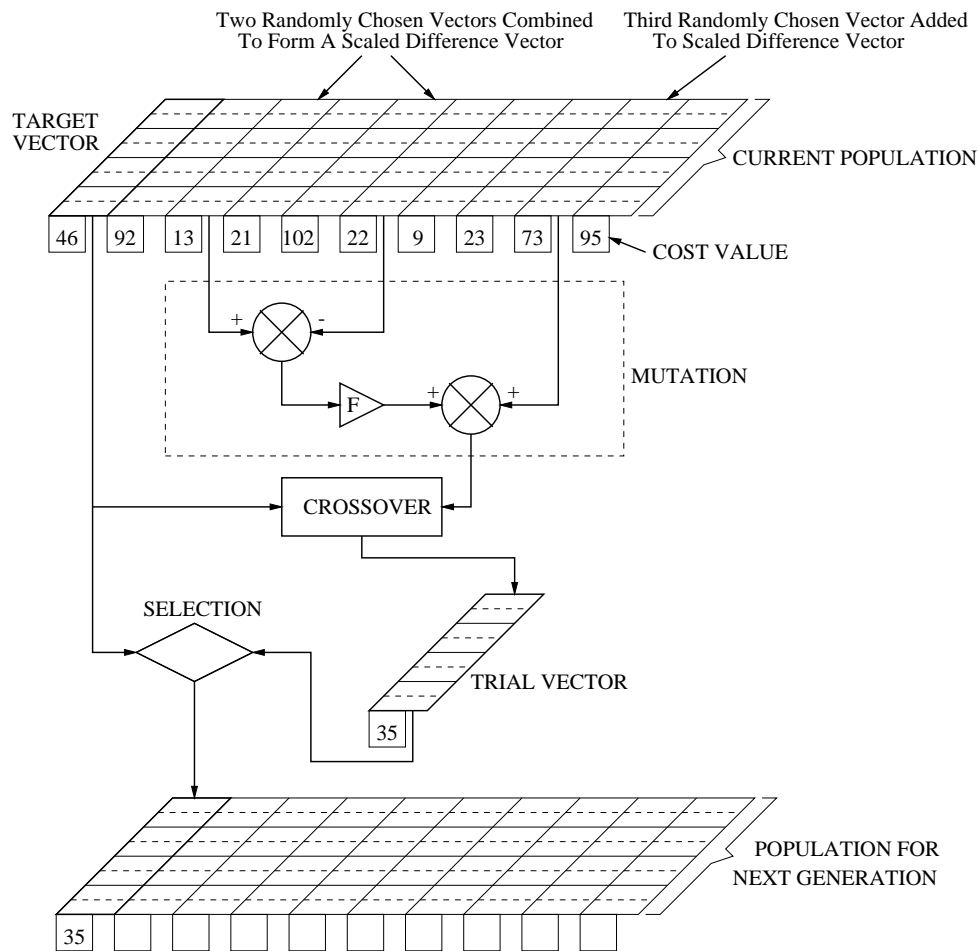 Two Randomly Chosen Vectors Combined
To Form A Scaled Difference Vector
Third Randomly Chosen Vector Added
To Scaled Difference Vector
TARGET
VECTOR
CURRENT POPULATION
46 92 13 21 102 22 9 23 73 95
COST VALUE
+ -
MUTATION
F + +
CROSSOVER
SELECTION
TRIAL VECTOR
35
POPULATION FOR
NEXT GENERATION
35